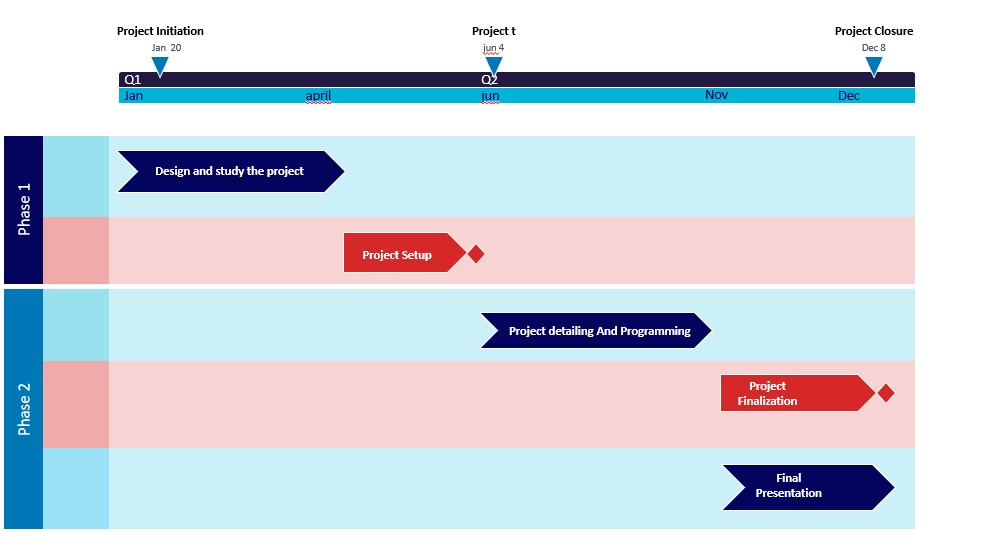 Project Initiation
Jan 20
Project t
jun 4
Project Closure
Dec 8
Q1
Q2
Jan
april
jun
Nov
Dec
Phase 1
Design and study the project
Project Setup
Phase 2
Project detailing And Programming
Project
Finalization
Final
Presentation